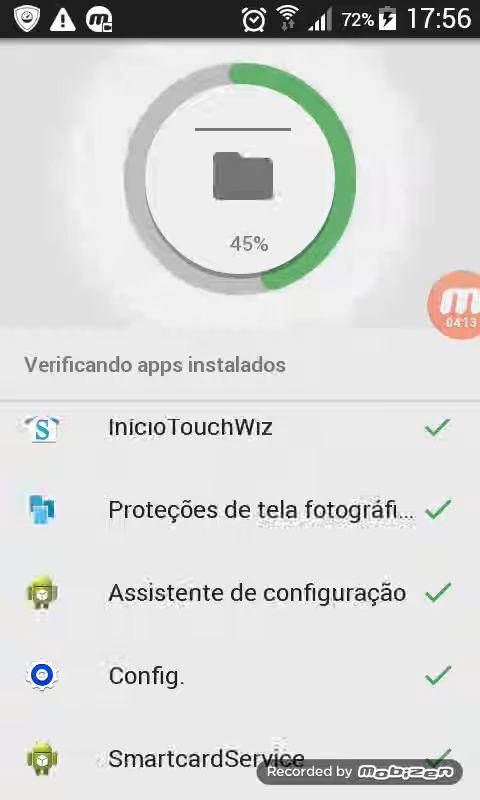 72% 17:56
45%
04:13
Verificando apps instalados
InícioTouchWiz
Proteções de tela fotográfi...
Assistente de configuração
Config.
SmartcardService
Recorded by mobizen